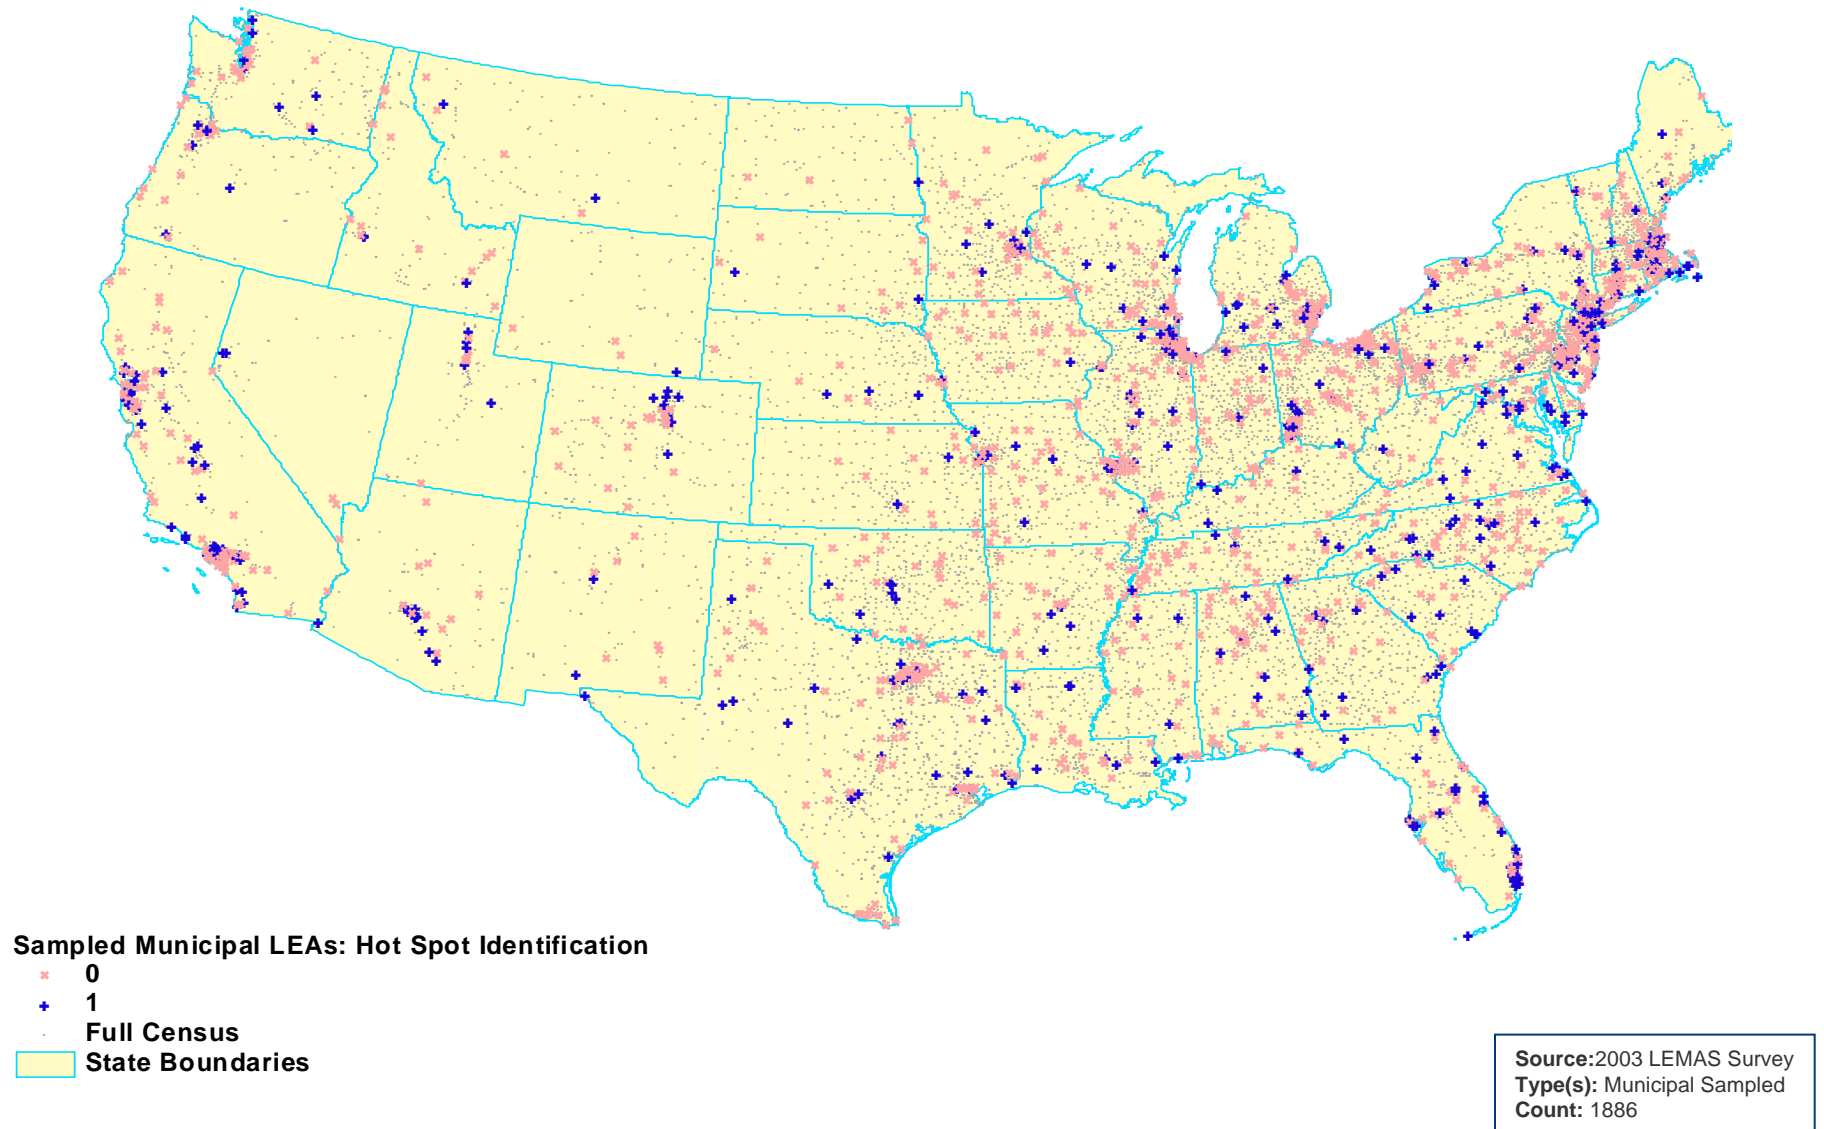 Sampled Municipal LEAs: Hot Spot Identification
0
1
Full Census
State Boundaries
Source:2003 LEMAS Survey
Type(s): Municipal Sampled
Count: 1886